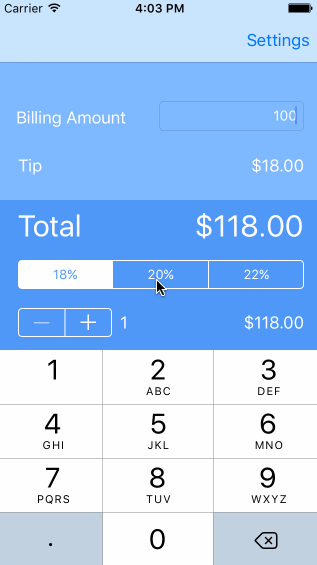 Carrier 4:03 PM
Settings
Billing Amount 100
Tip $18.00
Total $118.00
18% 20% 22%
− + 1 $118.00
1 2 3
ABC DEF
4 5 6
GHI JKL MNO
7 8 9
PQRS TUV WXYZ
. 0